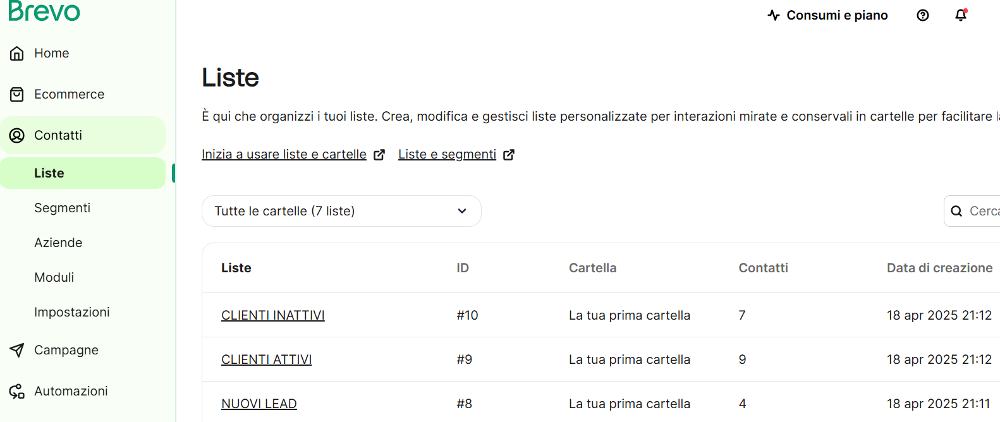 Brevo
Consumi e piano
Home
Ecommerce
Contatti
Liste
Segmenti
Aziende
Moduli
Impostazioni
Campagne
Automazioni
Liste
È qui che organizzi i tuoi liste. Crea, modifica e gestisci liste personalizzate per interazioni mirate e conservali in cartelle per facilitare
Inizia a usare liste e cartelle Liste e segmenti
Tutte le cartelle (7 liste)
Liste ID Cartella Contatti Data di creazione
CLIENTI INATTIVI #10 La tua prima cartella 7 18 apr 2025 21:12
CLIENTI ATTIVI #9 La tua prima cartella 9 18 apr 2025 21:12
NUOVI LEAD #8 La tua prima cartella 4 18 apr 2025 21:11